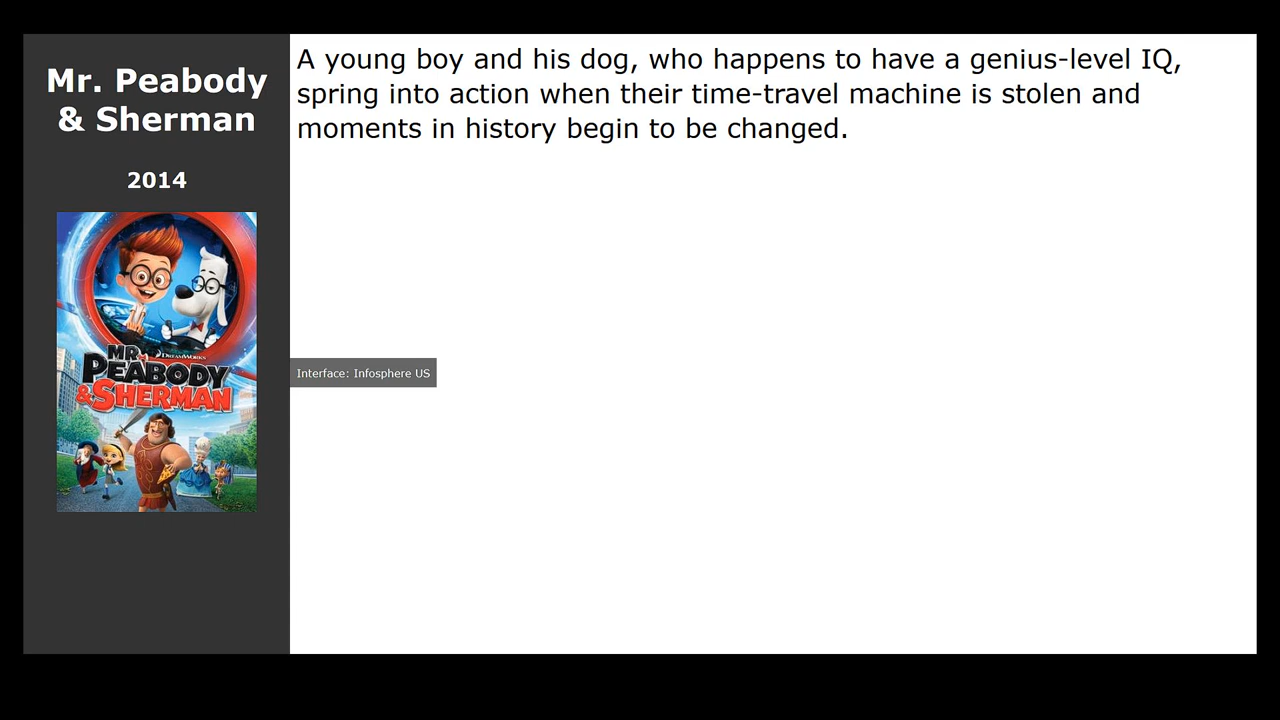 Mr. Peabody
& Sherman
2014
DREAMWORKS
MR.
PEABODY
&SHERMAN
A young boy and his dog, who happens to have a genius-level IQ,
spring into action when their time-travel machine is stolen and
moments in history begin to be changed.
Interface: Infosphere US